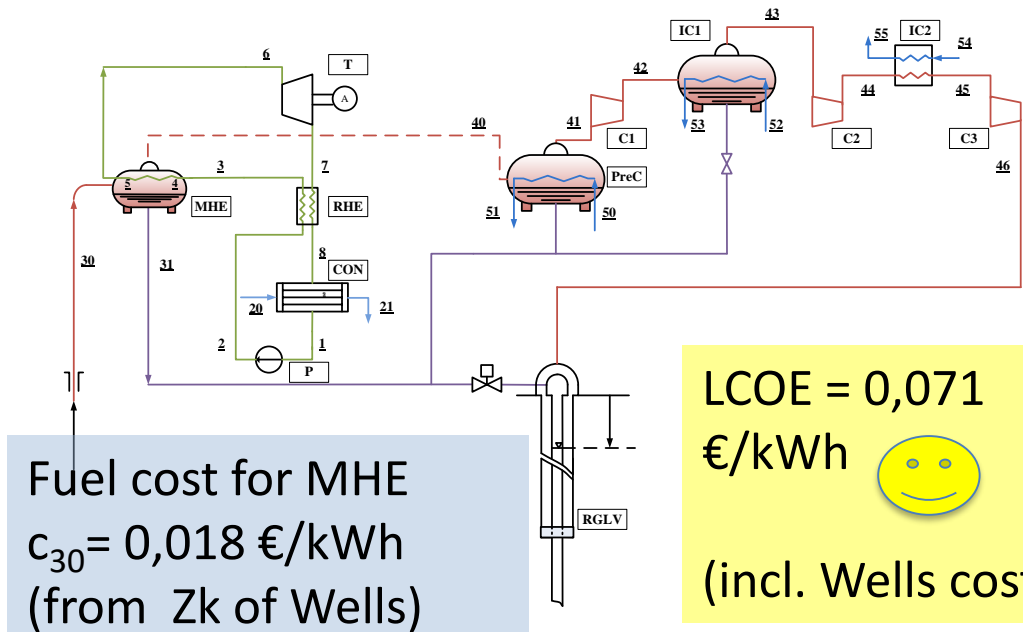 43
IC1
55
IC2
54
6
T
A
42
44
45
53
52
C2
C3
40
41
C1
46
3
7
5
4
PreC
MHE
RHE
51
50
8
30
31
CON
20
21
2
1
P
LCOE = 0,071
€/kWh
Fuel cost for MHE
c30= 0,018 €/kWh
(from Zk of Wells)
RGLV
(incl. Wells cos